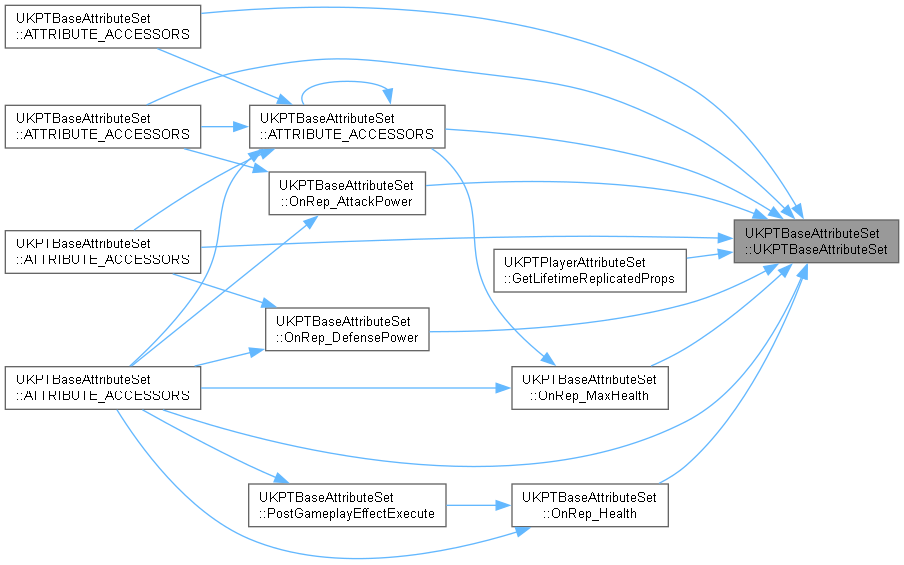 UKPTBaseAttributeSet
::ATTRIBUTE_ACCESSORS
UKPTBaseAttributeSet
::ATTRIBUTE_ACCESSORS
UKPTBaseAttributeSet
::ATTRIBUTE_ACCESSORS
UKPTBaseAttributeSet
::OnRep_AttackPower
UKPTBaseAttributeSet
::UKPTBaseAttributeSet
UKPTBaseAttributeSet
::ATTRIBUTE_ACCESSORS
UKPTPlayerAttributeSet
::GetLifetimeReplicatedProps
UKPTBaseAttributeSet
::OnRep_DefensePower
UKPTBaseAttributeSet
::ATTRIBUTE_ACCESSORS
UKPTBaseAttributeSet
::OnRep_MaxHealth
UKPTBaseAttributeSet
::PostGameplayEffectExecute
UKPTBaseAttributeSet
::OnRep_Health